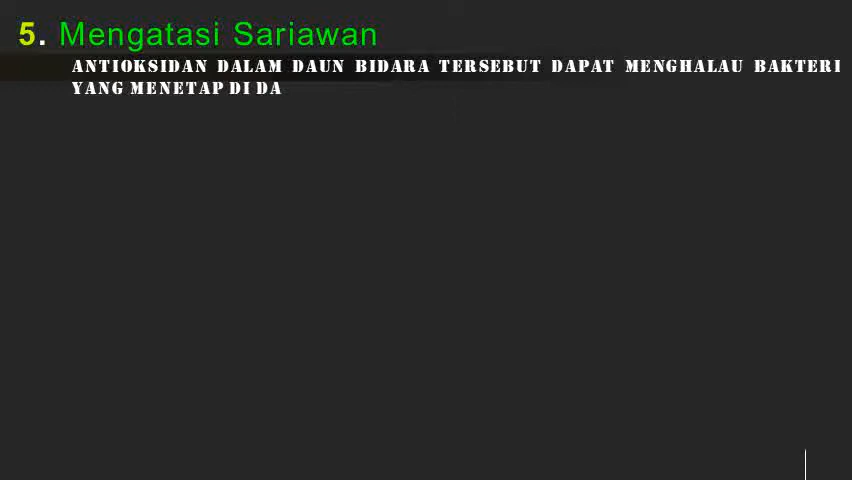 5. Mengatasi Sariawan
ANTIOKSIDAN DALAM DAUN BIDARA TERSEBUT DAPAT MENGHALAU BAKTERI
YANG MENETAP DI DA